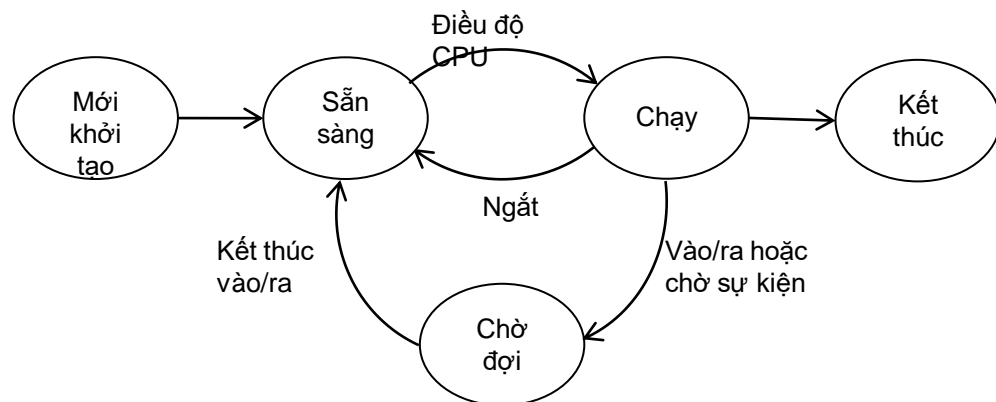 Điều độ
CPU
Mới
khởi
tạo
Sẵn
sàng
Chạy
Kết
thúc
Ngắt
Kết thúc
vào/ra
Vào/ra hoặc
chờ sự kiện
Chờ
đợi